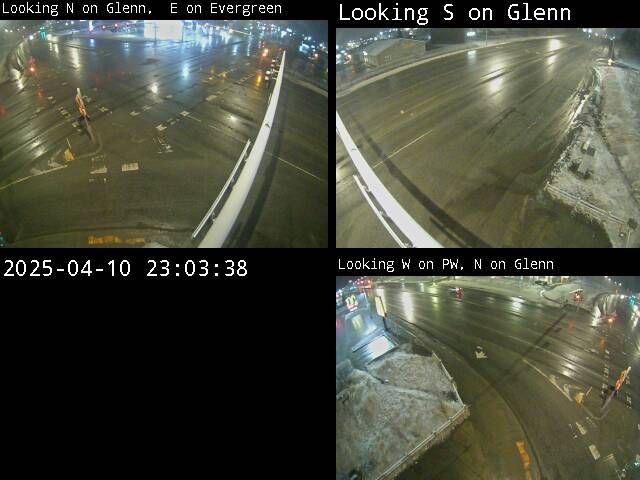 Looking N on Glenn,  E on Evergreen
Looking S on Glenn
2025-04-10 23:03:38
Looking W on PW, N on Glenn